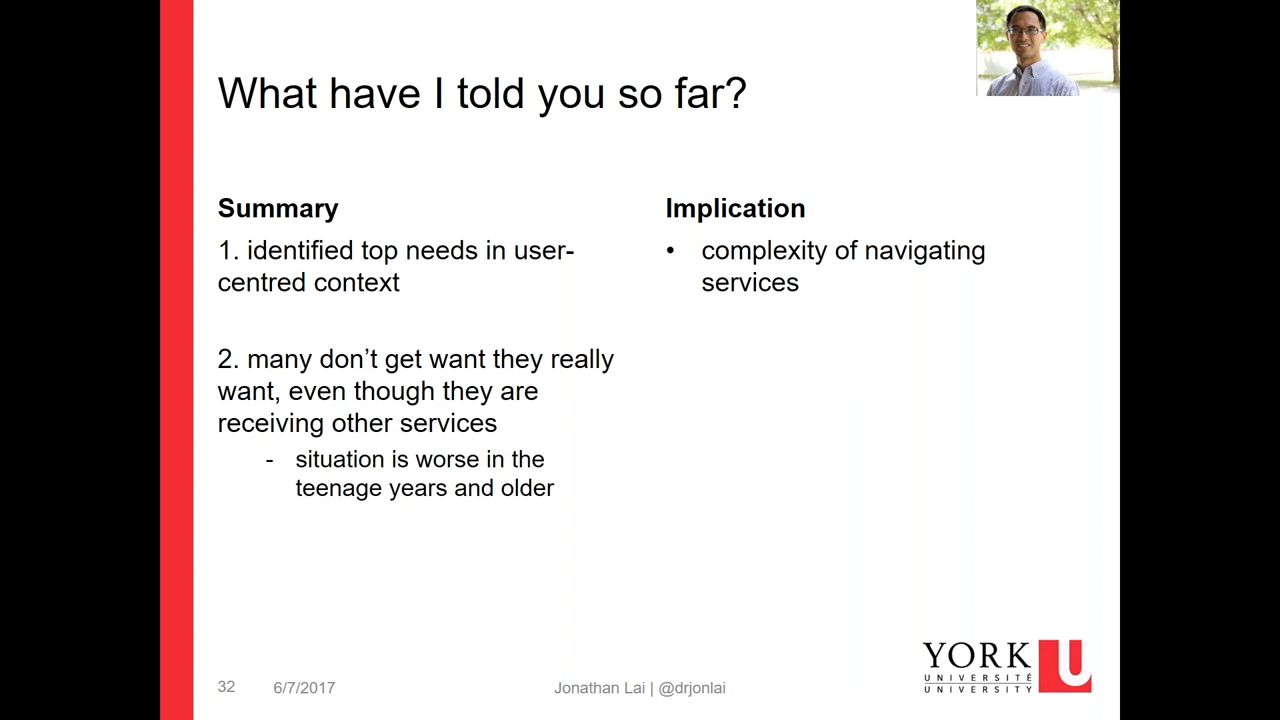 What have I told you so far?
Summary
1. identified top needs in user-
centred context
2. many don’t get want they really
want, even though they are
receiving other services
- situation is worse in the
teenage years and older
Implication
• complexity of navigating
services
32 6/7/2017 Jonathan Lai | @drjonlai
YORK U
UNIVERSITÉ
UNIVERSITY